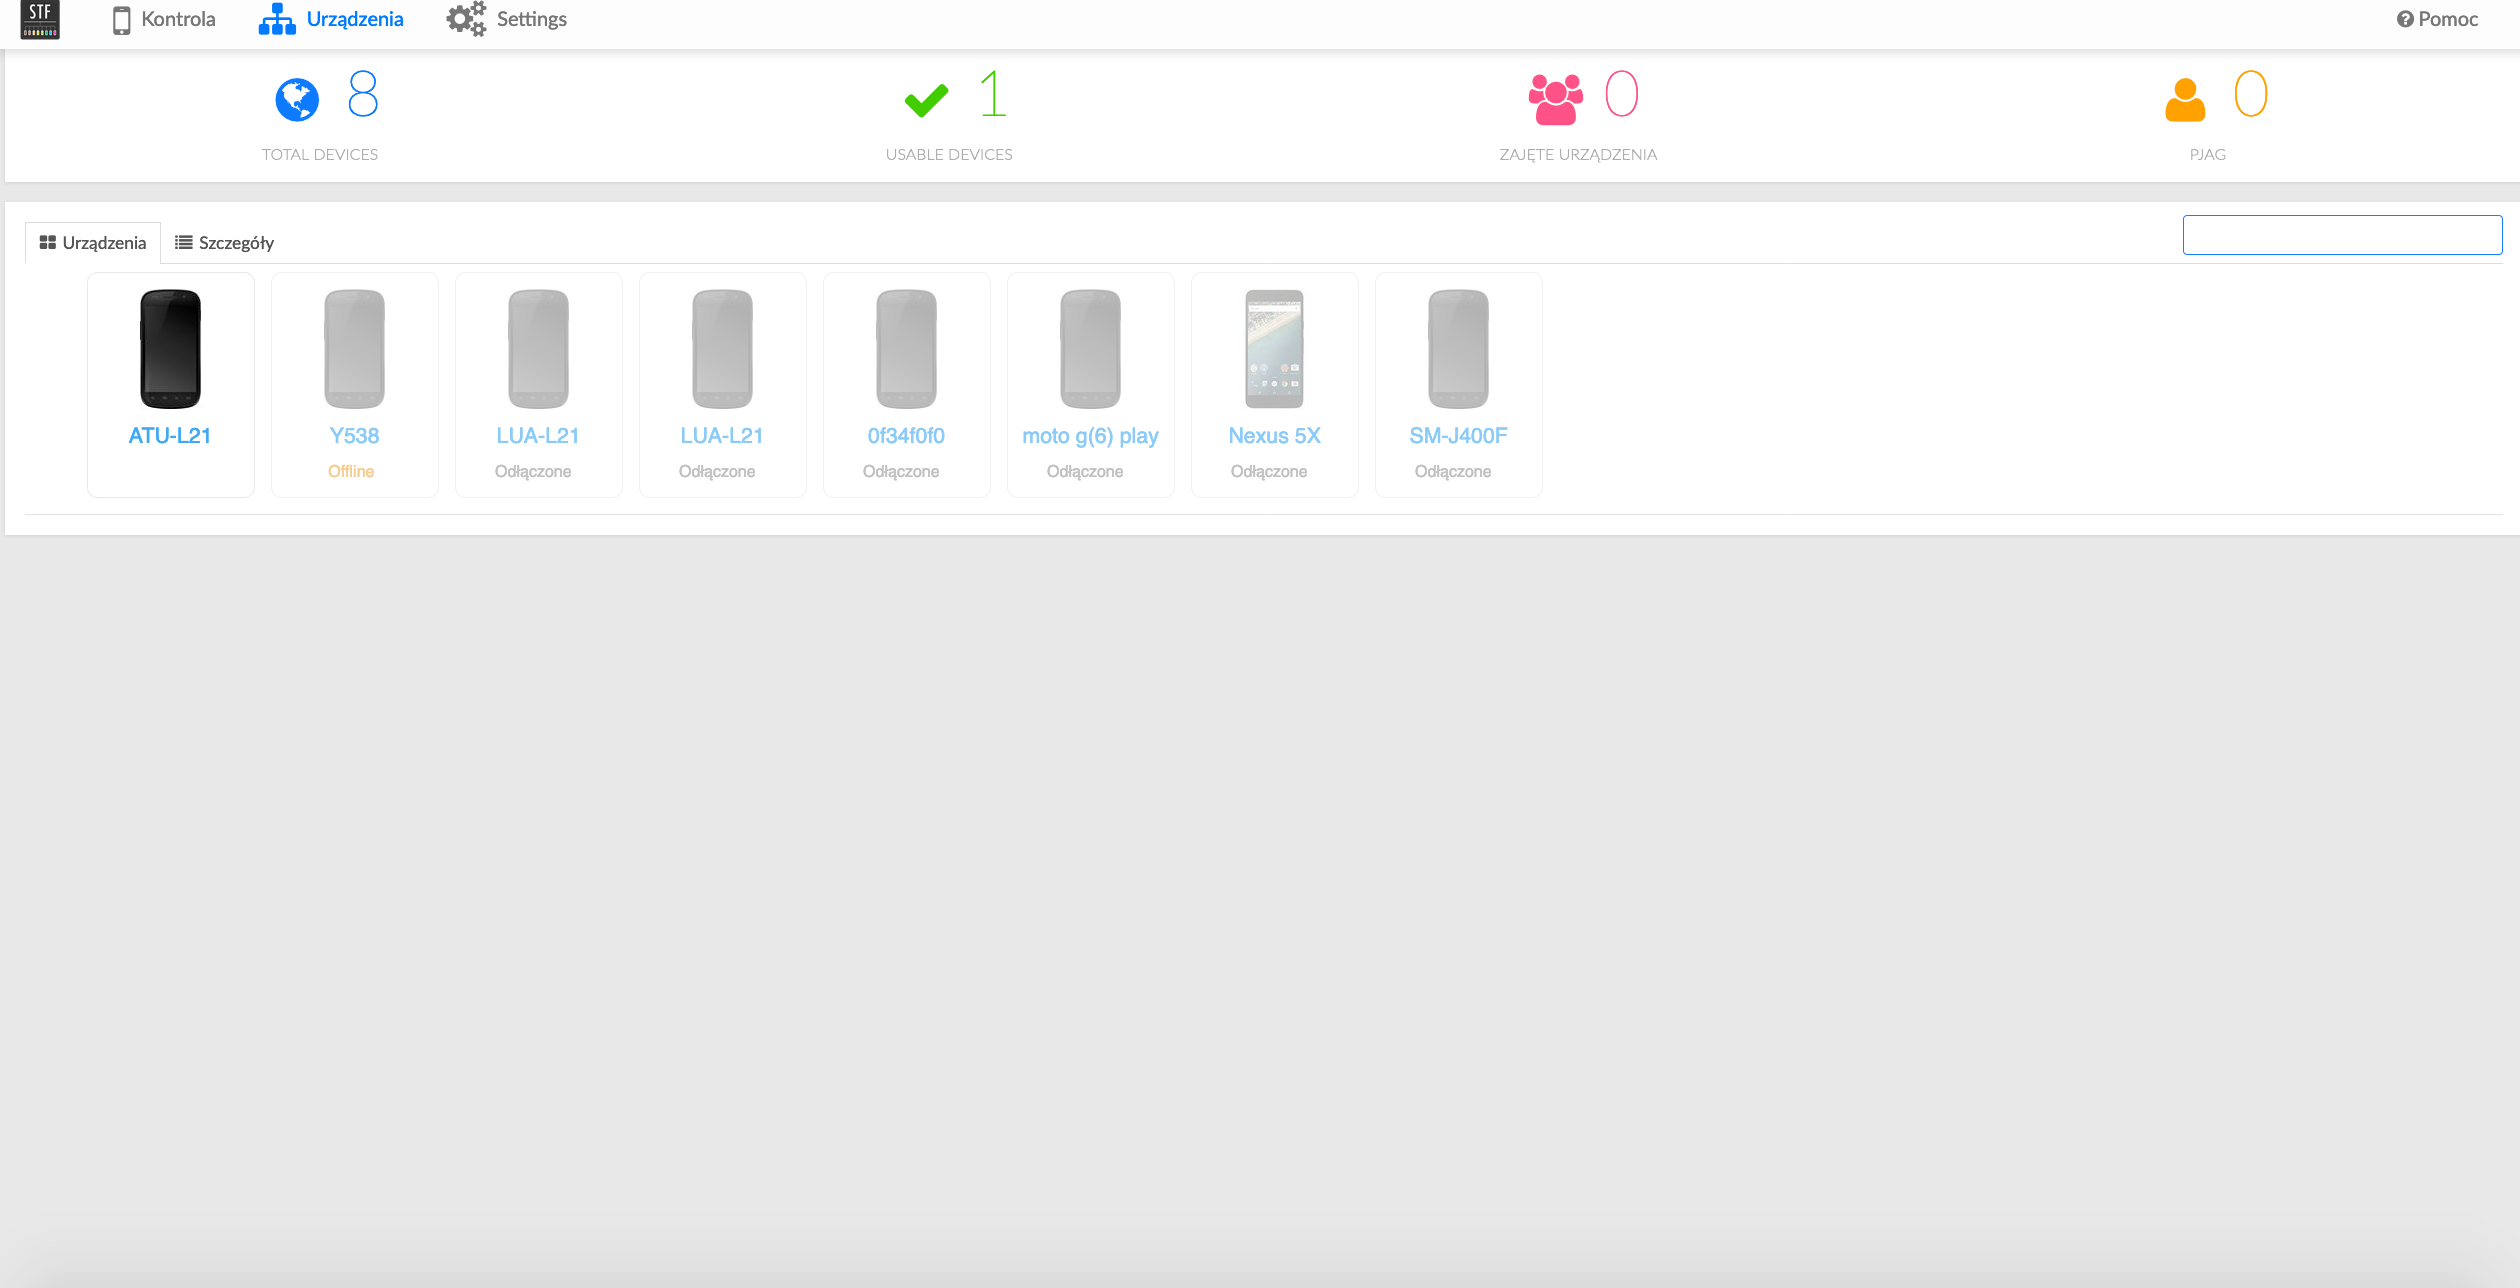 STF
Kontrola
Urządzenia
Settings
Pomoc
8
1
0
0
TOTAL DEVICES
USABLE DEVICES
ZAJĘTE URZĄDZENIA
PJAG
Urządzenia
Szczegóły
ATU-L21
Y538
LUA-L21
LUA-L21
0f34f0f0
moto g(6) play
Nexus 5X
SM-J400F
Offline
Odłączone
Odłączone
Odłączone
Odłączone
Odłączone
Odłączone